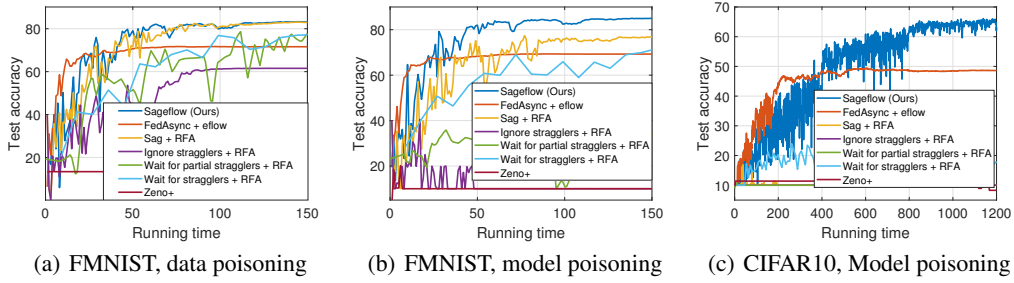 80
60
40
20
0
50
100
150
Test accuracy
Running time
Sageflow (Ours)
FedAsync + eflow
Sag + RFA
Ignore stragglers + RFA
Wait for partial stragglers + RFA
Wait for stragglers + RFA
Zeno+
(a) FMNIST, data poisoning
80
60
40
20
0
50
100
150
Test accuracy
Running time
Sageflow (Ours)
FedAsync + eflow
Sag + RFA
Ignore stragglers + RFA
Wait for partial stragglers + RFA
Wait for stragglers + RFA
Zeno+
(b) FMNIST, model poisoning
70
60
50
40
30
20
10
0
200
400
600
800
1000
1200
Test accuracy
Running time
Sageflow (Ours)
FedAsync + eflow
Sag + RFA
Ignore stragglers + RFA
Wait for partial stragglers + RFA
Wait for stragglers + RFA
Zeno+
(c) CIFAR10, Model poisoning